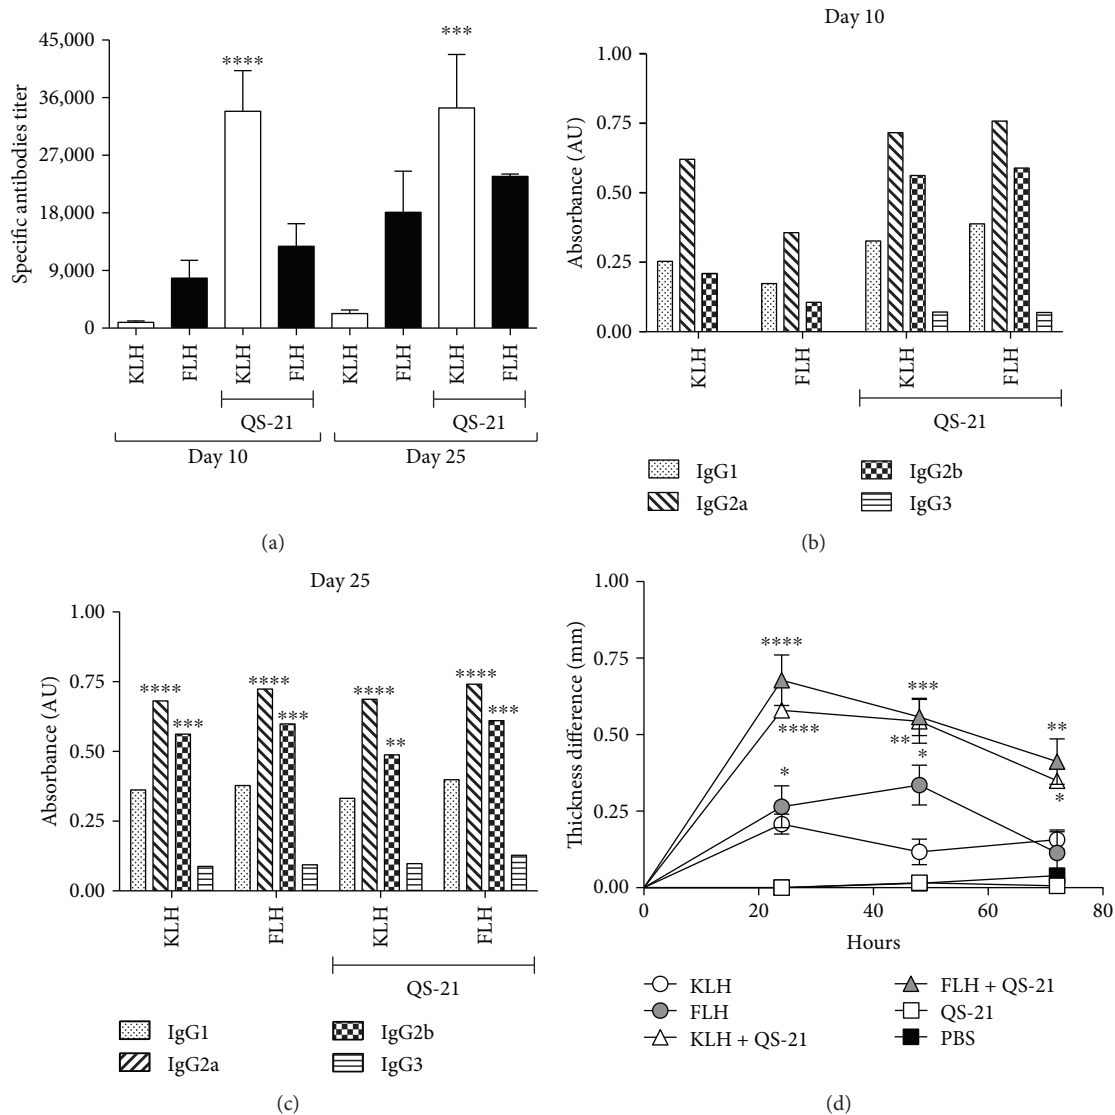 45,000
36,000
27,000
18,000
9,000
0
Specific antibodies titer
****
***
KLH
FLH
KLH
FLH
KLH
FLH
KLH
FLH
QS-21
QS-21
Day 10
Day 25
(a)
Day 10
1.00
0.75
0.50
0.25
0.00
Absorbance (AU)
KLH
FLH
KLH
FLH
QS-21
IgG1
IgG2b
IgG2a
IgG3
(b)
Day 25
1.00
0.75
0.50
0.25
0.00
Absorbance (AU)
****
***
****
***
****
**
****
***
KLH
FLH
KLH
FLH
QS-21
IgG1
IgG2b
IgG2a
IgG3
(c)
1.00
0.75
0.50
0.25
0.00
Thickness difference (mm)
****
****
*
***
**
*
**
*
0
20
40
60
80
Hours
KLH
FLH + QS-21
FLH
QS-21
KLH + QS-21
PBS
(d)